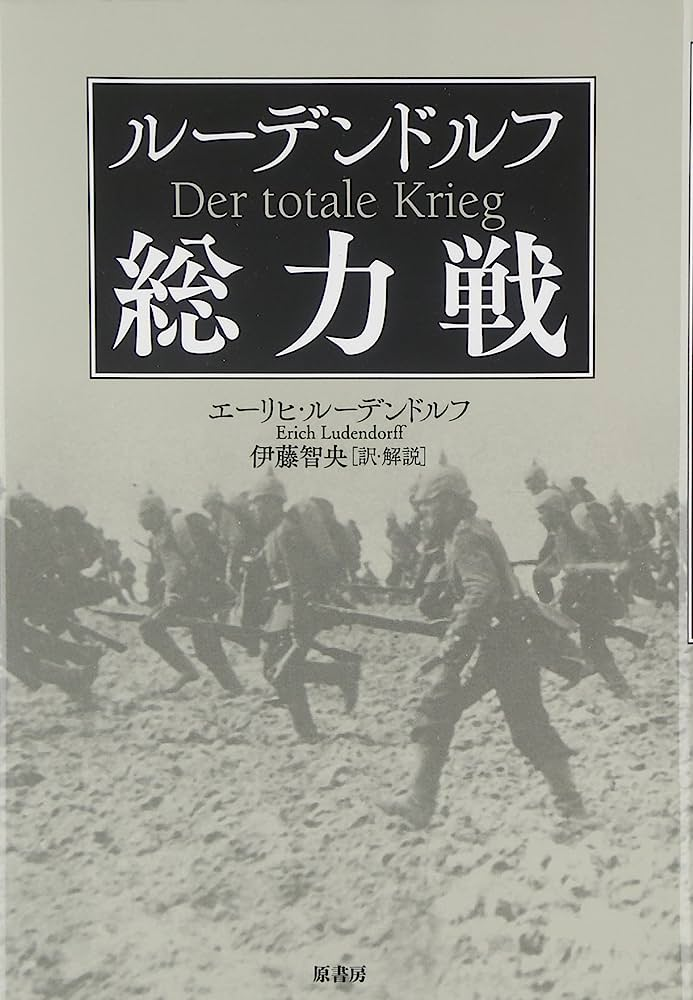 ルーデンドルフ
Der totale Krieg
総力戦
エーリヒ・ルーデンドルフ
Erich Ludendorff
伊藤智央[訳・解説]
原書房